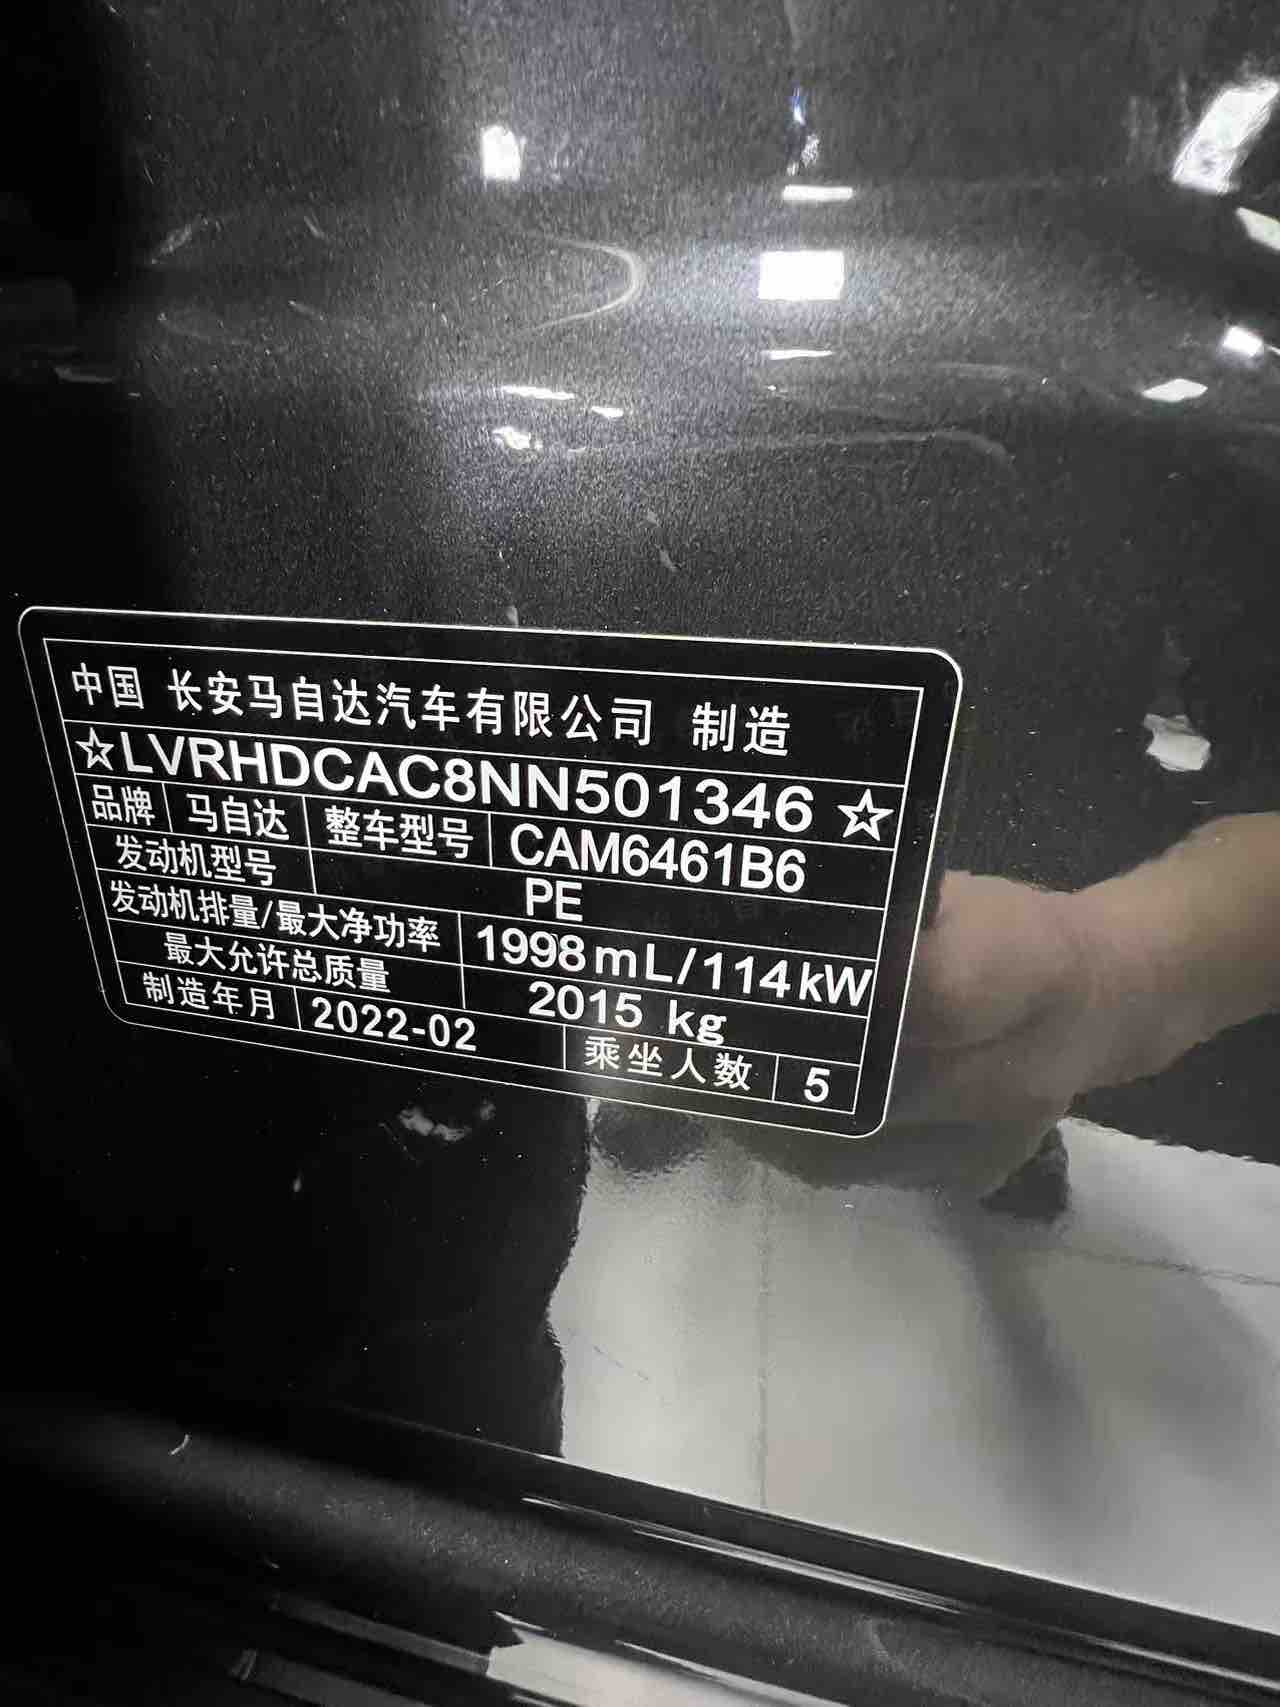 中国 长安马自达汽车有限公司 制造
☆LVRHDCAC8NN501346☆
品牌 马自达 整车型号 CAM6461B6
发动机型号 PE
发动机排量/最大净功率 1998mL/114kW
最大允许总质量 2015 kg
制造年月 2022-02 乘坐人数 5